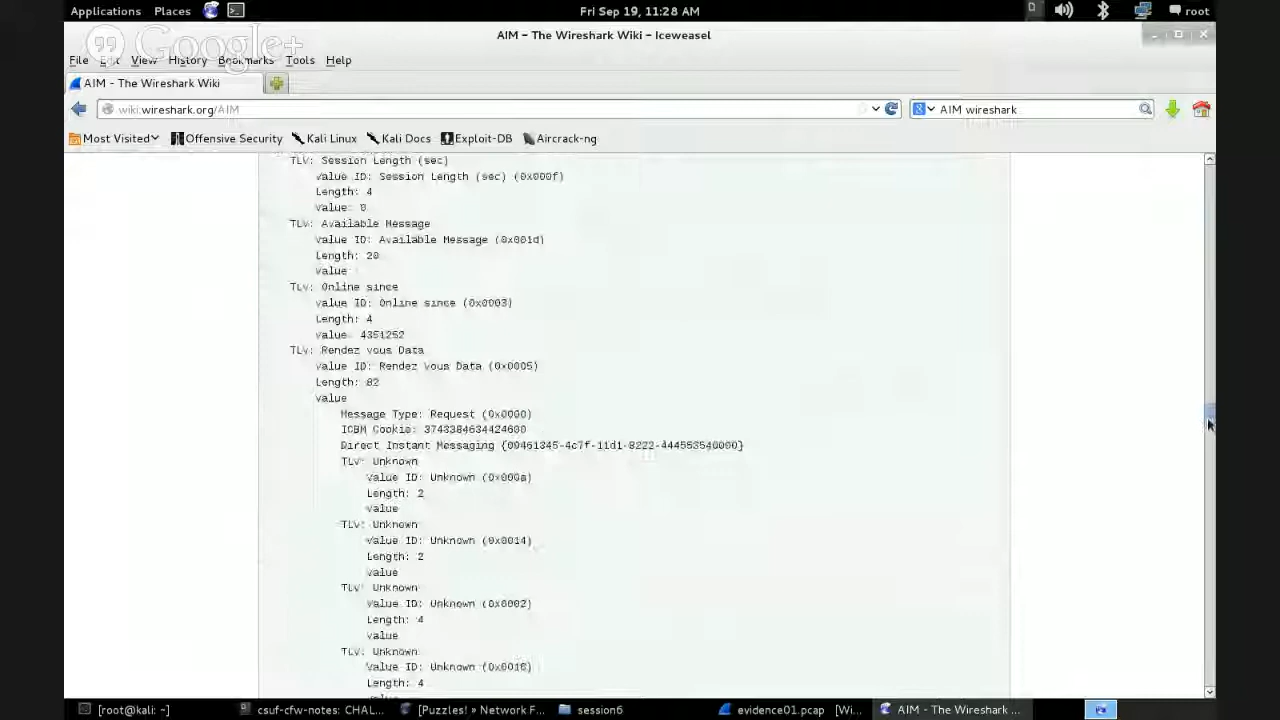 Applications Places Fri Sep 19, 11:28 AM root
AIM – The Wireshark Wiki – Iceweasel
Google+
File Edit View History Bookmarks Tools Help
AIM - The Wireshark Wiki
wiki.wireshark.org/AIM AIM wireshark
Most Visited Offensive Security Kali Linux Kali Docs Exploit-DB Aircrack-ng
TLV: Session Length (sec)
Value ID: Session Length (sec) (0x000f)
Length: 4
Value: 0
TLV: Available Message
Value ID: Available Message (0x001d)
Length: 20
Value
TLV: Online since
Value ID: Online since (0x0003)
Length: 4
Value: 4351252
TLV: Rendez vous Data
Value ID: Rendez Vous Data (0x0005)
Length: 82
Value
Message Type: Request (0x0000)
ICBM Cookie: 3743384634424600
Direct Instant Messaging {09461345-4c7f-11d1-8222-444553540000}
TLV: Unknown
Value ID: Unknown (0x000a)
Length: 2
Value
TLV: Unknown
Value ID: Unknown (0x0014)
Length: 2
Value
TLV: Unknown
Value ID: Unknown (0x0002)
Length: 4
Value
TLV: Unknown
Value ID: Unknown (0x0016)
Length: 4
[root@kali: ~] csuf-cfw-notes: CHAL... [Puzzles! » Network F... session6 evidence01.pcap [Wi... AIM - The Wireshark ...